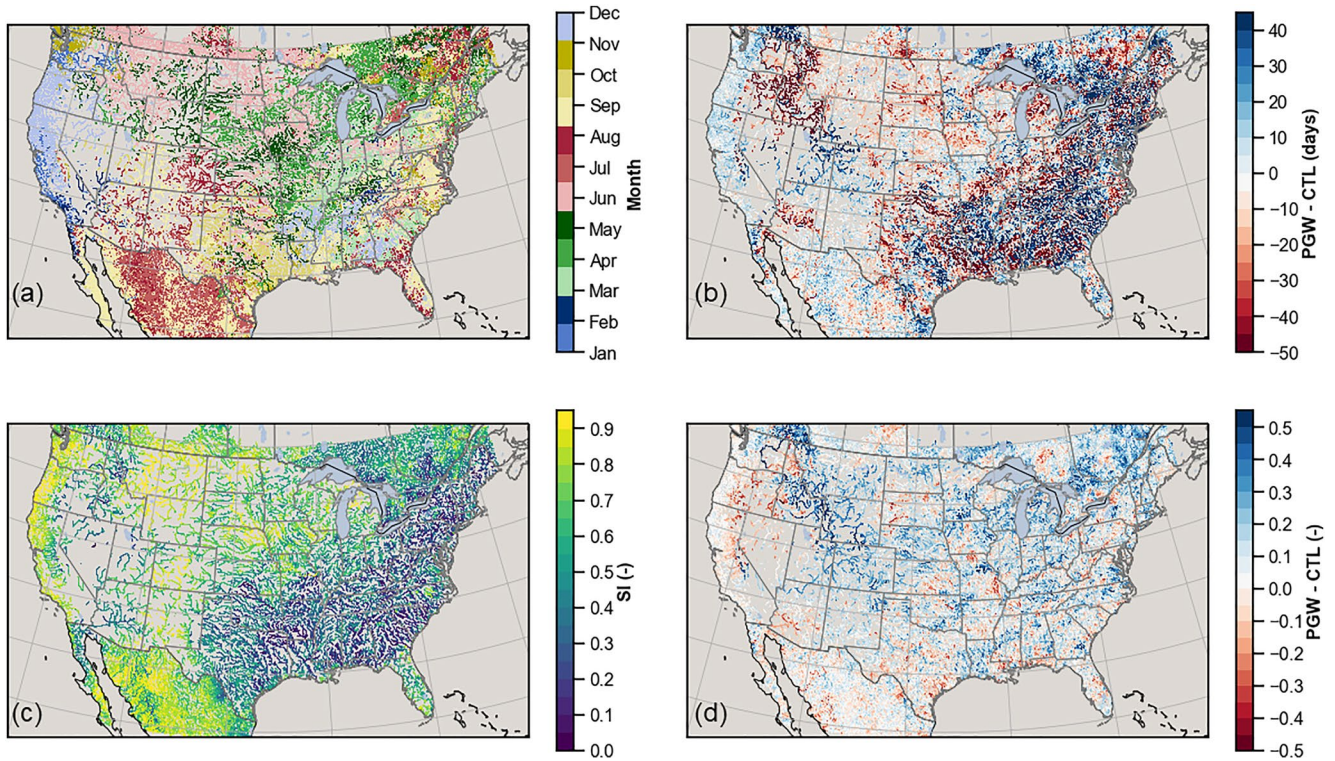 (a)
Dec
Nov
Oct
Sep
Aug
Jul
Jun
May
Apr
Mar
Feb
Jan
Month
(b)
40
30
20
10
0
−10
−20
−30
−40
−50
PGW - CTL (days)
(c)
0.9
0.8
0.7
0.6
0.5
0.4
0.3
0.2
0.1
0.0
SI (-)
(d)
0.5
0.4
0.3
0.2
0.1
0.0
−0.1
−0.2
−0.3
−0.4
−0.5
PGW - CTL (-)